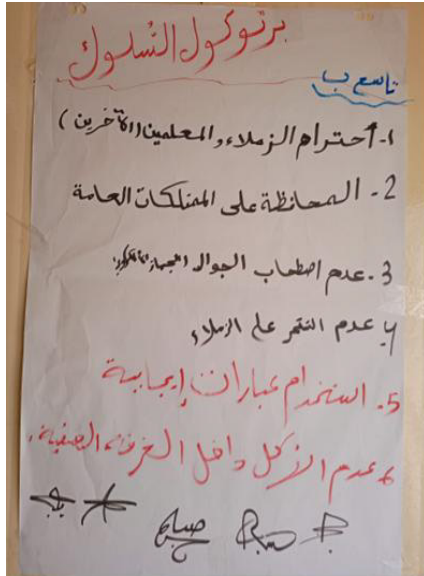 برتوكول السلوك
تاسع ب
1- احترام الزملاء والمعلمين (الآخرين)
2- المحافظة على الممتلكات العامة
3- عدم اصطحاب الجوال
4 عدم التنمر على الزملاء
5. استخدام عبارات إيجابية
6 عدم الأكل داخل الغرفة الصفية.